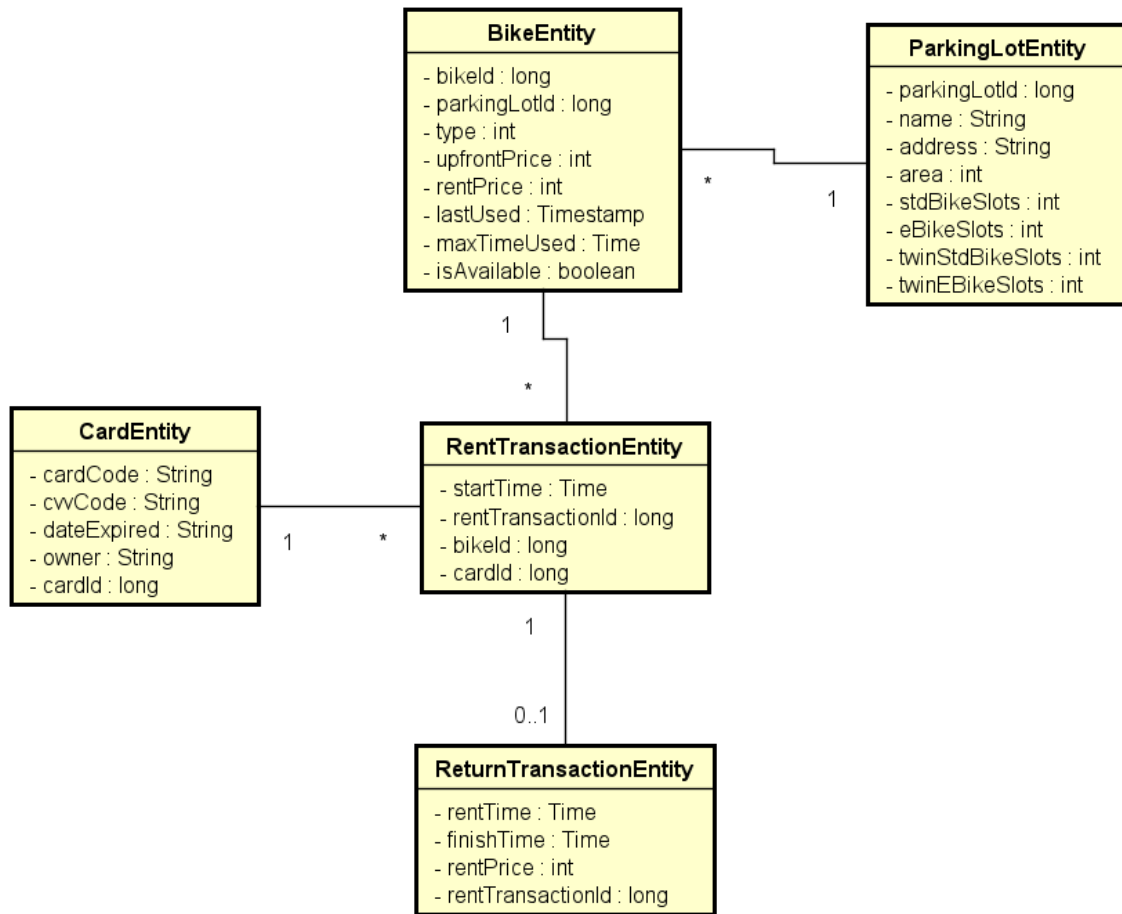 BikeEntity
- bikeId : long
- parkingLotId : long
- type : int
- upfrontPrice : int
- rentPrice : int
- lastUsed : Timestamp
- maxTimeUsed : Time
- isAvailable : boolean
ParkingLotEntity
- parkingLotId : long
- name : String
- address : String
- area : int
- stdBikeSlots : int
- eBikeSlots : int
- twinStdBikeSlots : int
- twinEBikeSlots : int
*
1
1
*
CardEntity
- cardCode : String
- cvvCode : String
- dateExpired : String
- owner : String
- cardId : long
1
*
RentTransactionEntity
- startTime : Time
- rentTransactionId : long
- bikeId : long
- cardId : long
1
0..1
ReturnTransactionEntity
- rentTime : Time
- finishTime : Time
- rentPrice : int
- rentTransactionId : long